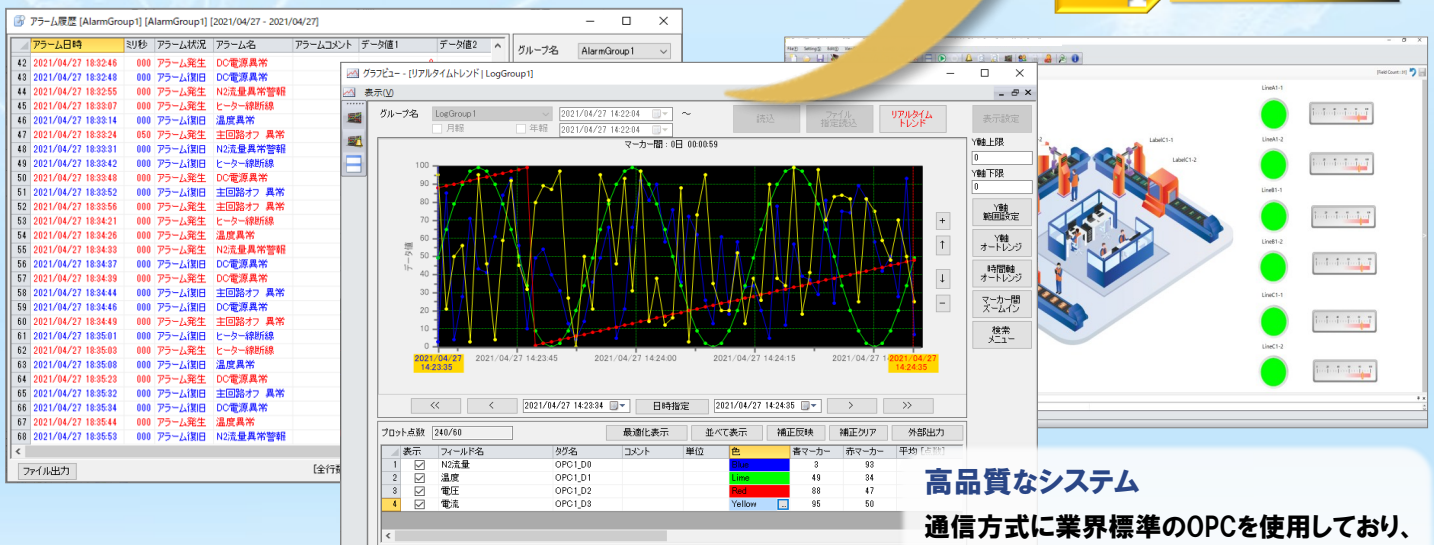 アラーム履歴 [AlarmGroup1] [AlarmGroup1] [2021/04/27 - 2021/04/27]
アラーム日時 ミリ秒 アラーム状況 アラーム名 アラームコメント データ値1 データ値2
42 2021/04/27 18:32:46 000 アラーム発生 DC電源異常
43 2021/04/27 18:32:48 000 アラーム復旧 DC電源異常
44 2021/04/27 18:32:55 000 アラーム発生 N2流量異常警報
45 2021/04/27 18:33:07 000 アラーム発生 ヒーター線断線
46 2021/04/27 18:33:14 000 アラーム復旧 温度異常
47 2021/04/27 18:33:24 050 アラーム発生 主回路オフ 異常
48 2021/04/27 18:33:31 000 アラーム復旧 N2流量異常警報
49 2021/04/27 18:33:42 000 アラーム復旧 ヒーター線断線
50 2021/04/27 18:33:48 000 アラーム発生 DC電源異常
51 2021/04/27 18:33:52 000 アラーム復旧 主回路オフ 異常
52 2021/04/27 18:33:56 000 アラーム発生 主回路オフ 異常
53 2021/04/27 18:34:21 000 アラーム発生 ヒーター線断線
54 2021/04/27 18:34:26 000 アラーム発生 温度異常
55 2021/04/27 18:34:33 000 アラーム発生 N2流量異常警報
56 2021/04/27 18:34:37 000 アラーム復旧 DC電源異常
57 2021/04/27 18:34:39 000 アラーム発生 DC電源異常
58 2021/04/27 18:34:44 000 アラーム復旧 主回路オフ 異常
59 2021/04/27 18:34:46 000 アラーム復旧 DC電源異常
60 2021/04/27 18:34:49 000 アラーム発生 主回路オフ 異常
61 2021/04/27 18:35:01 000 アラーム復旧 ヒーター線断線
62 2021/04/27 18:35:03 000 アラーム発生 ヒーター線断線
63 2021/04/27 18:35:08 000 アラーム復旧 温度異常
64 2021/04/27 18:35:23 000 アラーム発生 DC電源異常
65 2021/04/27 18:35:32 000 アラーム復旧 主回路オフ 異常
66 2021/04/27 18:35:34 000 アラーム復旧 DC電源異常
67 2021/04/27 18:35:44 000 アラーム発生 温度異常
68 2021/04/27 18:35:53 000 アラーム復旧 N2流量異常警報
ファイル出力
グループ名 AlarmGroup1
グラフビュー - [リアルタイムトレンド | LogGroup1]
表示(V)
グループ名 LogGroup1 2021/04/27 14:22:04 ～ 読込 ファイル指定読込 リアルタイムトレンド 表示設定
月報 年報 2021/04/27 14:22:04
マーカー間 : 0日 00:00:59
データ値
100
90
80
70
60
50
40
30
20
10
0
2021/04/27 14:23:35 2021/04/27 14:23:45 2021/04/27 14:24:00 2021/04/27 14:24:15 2021/04/27 14:24:35
Y軸上限
0
Y軸下限
0
Y軸範囲設定
Y軸オートレンジ
時間軸オートレンジ
マーカー間ズームイン
検索メニュー
<< < 2021/04/27 14:23:34 日時指定 2021/04/27 14:24:35 > >>
プロット点数 240/60 最適化表示 並べて表示 補正反映 補正クリア 外部出力
表示 フィールド名 タグ名 コメント 単位 色 青マーカー 赤マーカー 平均
1 N2流量 OPC1_D0 Blue 3 93
2 温度 OPC1_D1 Lime 49 34
3 電圧 OPC1_D2 Red 88 47
4 電流 OPC1_D3 Yellow 95 50
LabelC1-1
LabelC1-2
LineA1-1
LineA1-2
LineB1-1
LineB1-2
LineC1-1
LineC1-2
高品質なシステム
通信方式に業界標準のOPCを使用しており、